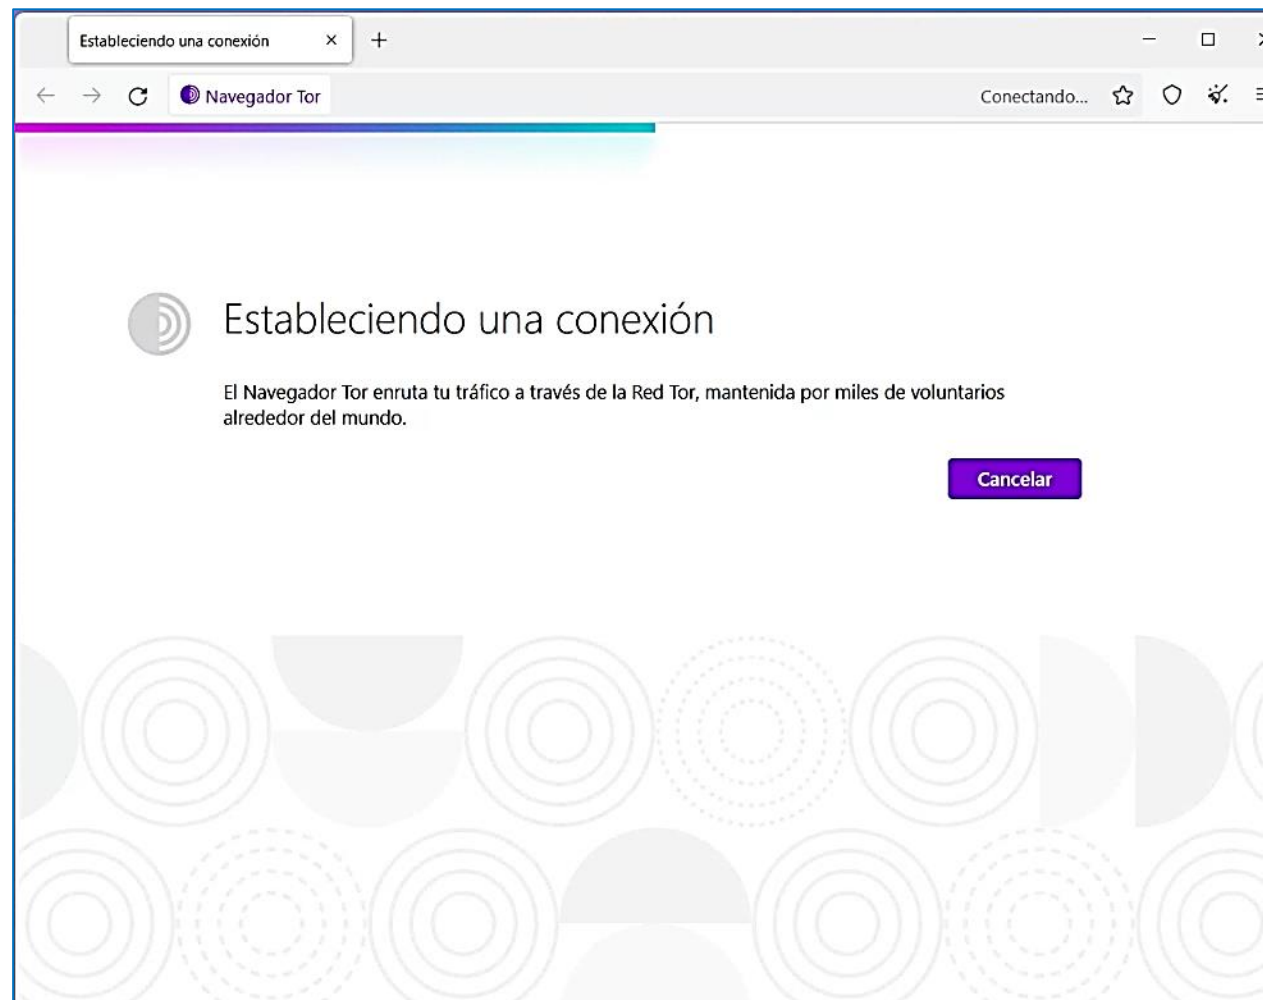 Estableciendo una conexión
Navegador Tor
Conectando...
Estableciendo una conexión
El Navegador Tor enruta tu tráfico a través de la Red Tor, mantenida por miles de voluntarios
alrededor del mundo.
Cancelar